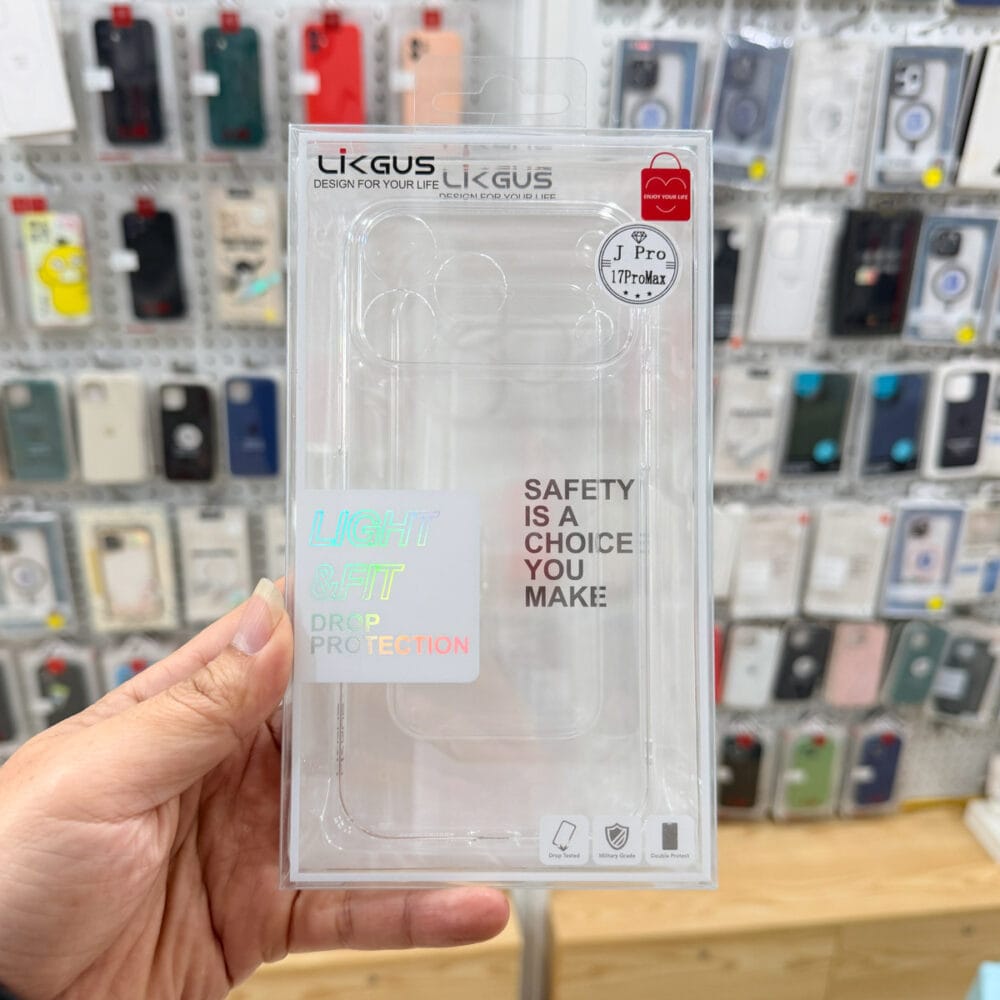 LIKGUS
DESIGN FOR YOUR LIFE
LIKGUS
DESIGN FOR YOUR LIFE
ENJOY YOUR LIFE
J Pro
17ProMax
SAFETY
IS A
CHOICE
YOU
MAKE
LIGHT
&FIT
DROP
PROTECTION
Drop Tested
Military Grade
Double Protect